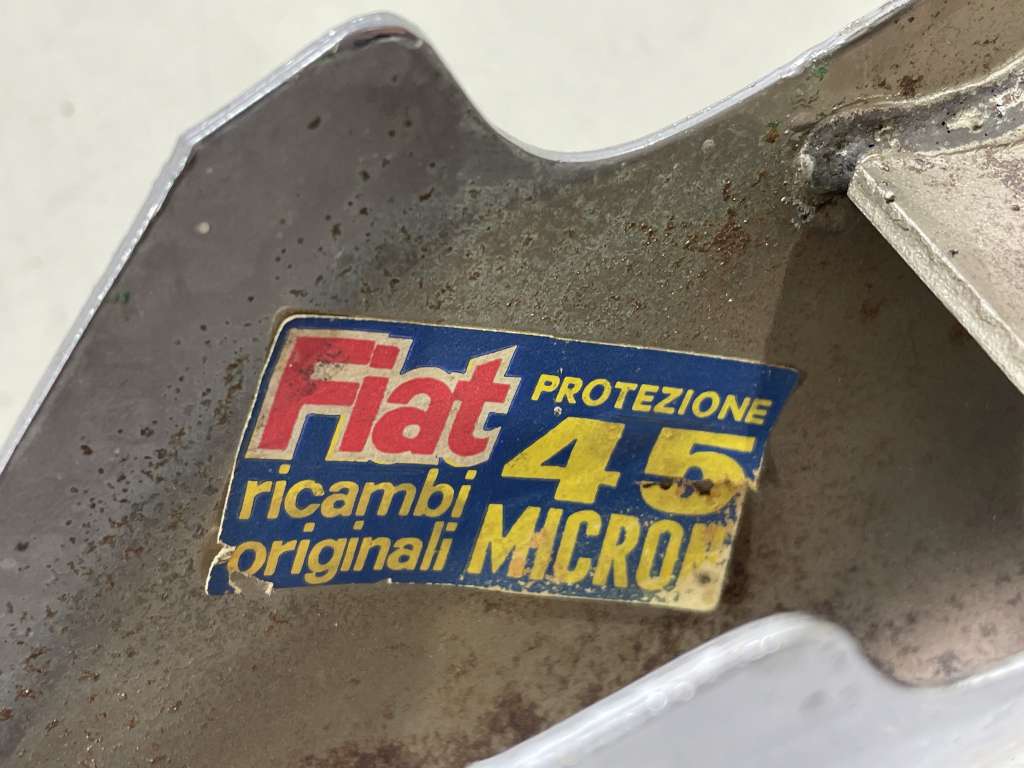 Fiat
ricambi
originali
PROTEZIONE
45
MICRON